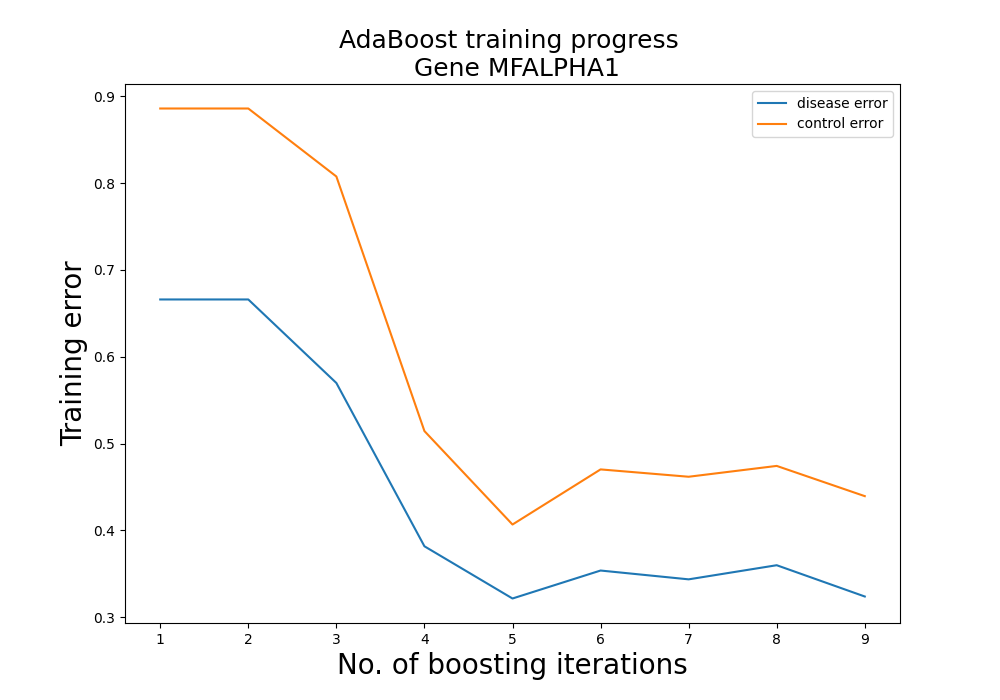 AdaBoost training progress
Gene MFALPHA1
disease error
control error
0.9
0.8
0.7
0.6
0.5
0.4
0.3
Training error
1 2 3 4 5 6 7 8 9
No. of boosting iterations